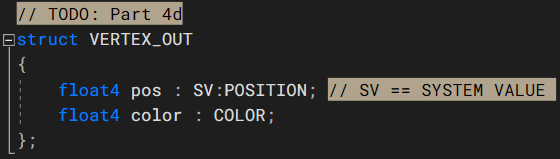 // TODO: Part 4d
struct VERTEX_OUT
{
float4 pos : SV:POSITION; // SV == SYSTEM VALUE
float4 color : COLOR;
};